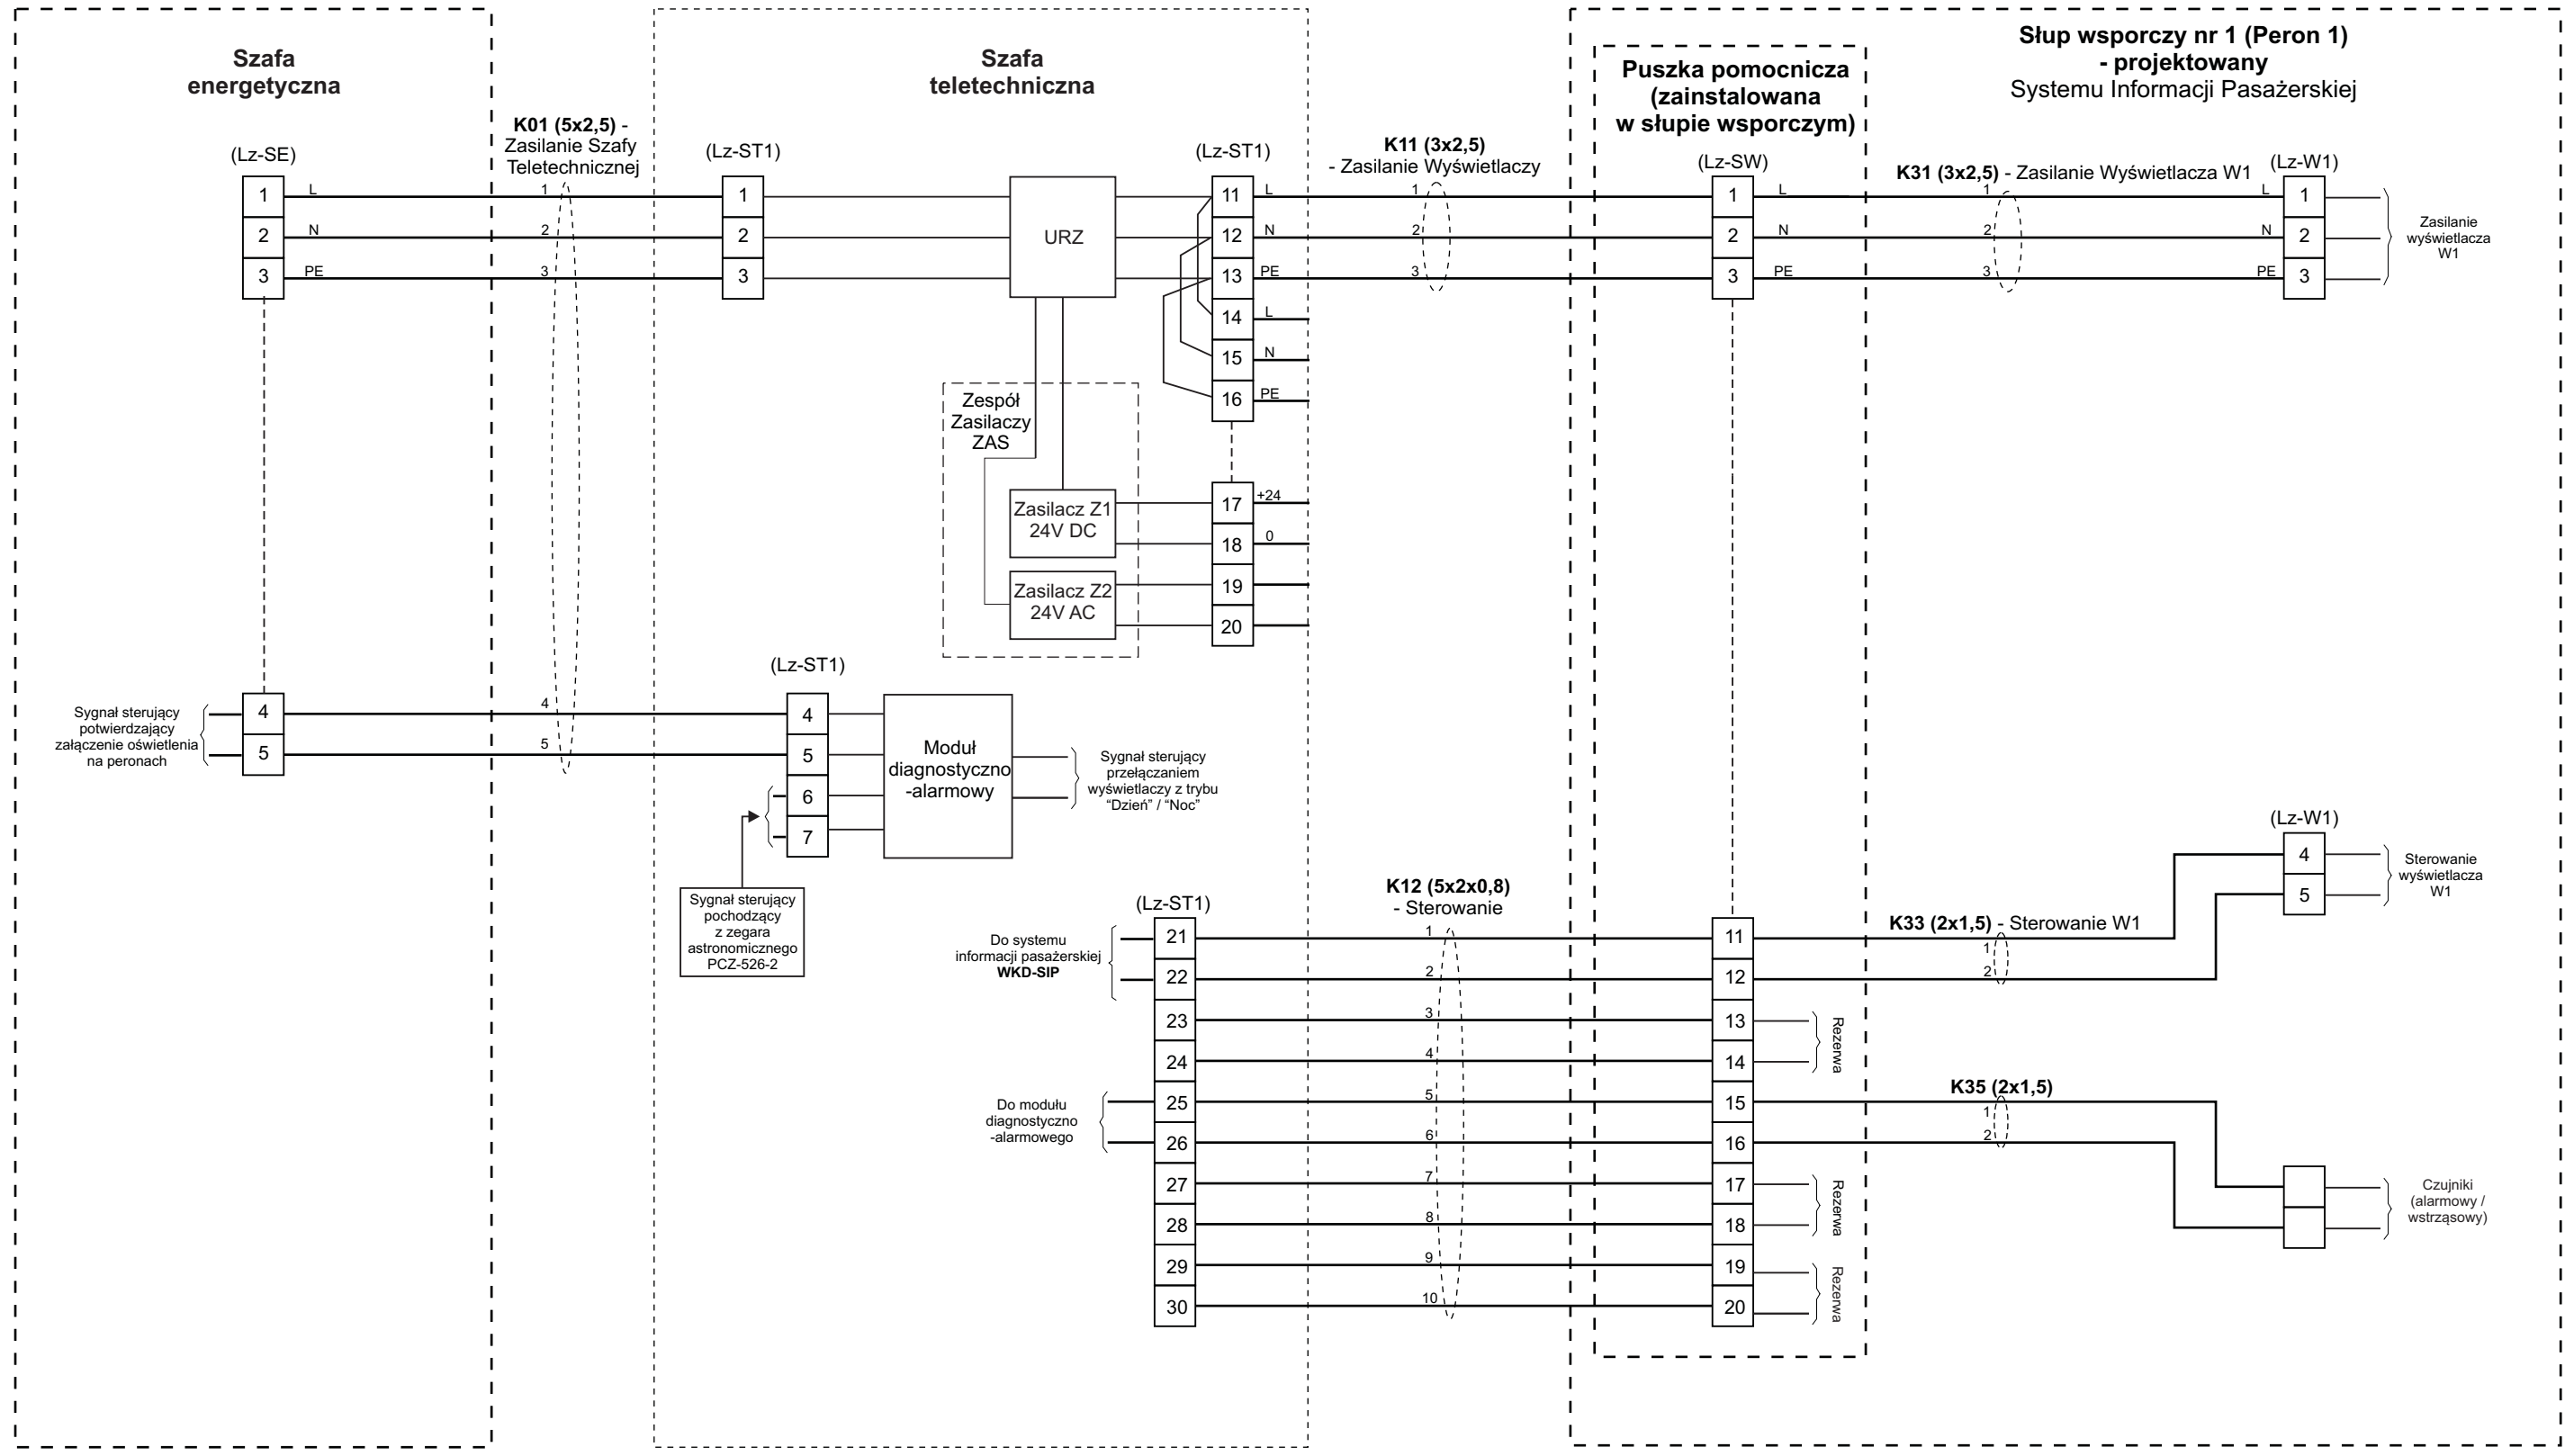 Szafa
energetyczna
(Lz-SE)
1
2
3
L
N
PE
4
5
Sygnał sterujący
potwierdzający
załączenie oświetlenia
na peronach
K01 (5x2,5) -
Zasilanie Szafy
Teletechnicznej
1
2
3
4
5
Szafa
teletechniczna
(Lz-ST1)
1
2
3
URZ
(Lz-ST1)
11
12
13
14
15
16
L
N
PE
L
N
PE
Zespół
Zasilaczy
ZAS
Zasilacz Z1
24V DC
Zasilacz Z2
24V AC
17
18
19
20
+24
0
(Lz-ST1)
4
5
6
7
Moduł
diagnostyczno
-alarmowy
Sygnał sterujący
przełączaniem
wyświetlaczy z trybu
“Dzień” / “Noc”
Sygnał sterujący
pochodzący
z zegara
astronomicznego
PCZ-526-2
(Lz-ST1)
21
22
23
24
25
26
27
28
29
30
Do systemu
informacji pasażerskiej
WKD-SIP
Do modułu
diagnostyczno
-alarmowego
K11 (3x2,5)
- Zasilanie Wyświetlaczy
1
2
3
K12 (5x2x0,8)
- Sterowanie
1
2
3
4
5
6
7
8
9
10
Słup wsporczy nr 1 (Peron 1)
- projektowany
Systemu Informacji Pasażerskiej
Puszka pomocnicza
(zainstalowana
w słupie wsporczym)
(Lz-SW)
1
2
3
L
N
PE
11
12
13
14
15
16
17
18
19
20
Rezerwa
Rezerwa
Rezerwa
K31 (3x2,5) - Zasilanie Wyświetlacza W1
1
2
3
L
N
PE
(Lz-W1)
1
2
3
Zasilanie
wyświetlacza
W1
K33 (2x1,5) - Sterowanie W1
1
2
(Lz-W1)
4
5
Sterowanie
wyświetlacza
W1
K35 (2x1,5)
1
2
Czujniki
(alarmowy /
wstrząsowy)